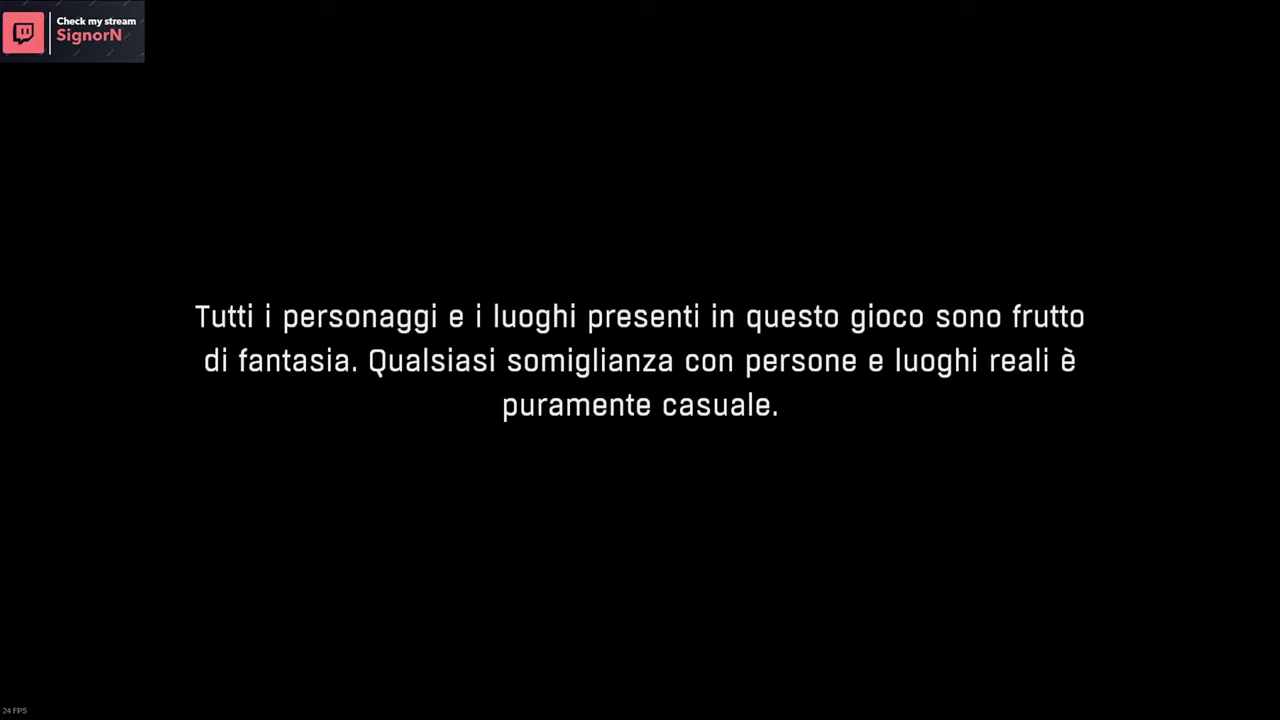 Check my stream
SignorN
Tutti i personaggi e i luoghi presenti in questo gioco sono frutto
di fantasia. Qualsiasi somiglianza con persone e luoghi reali è
puramente casuale.
24 FPS